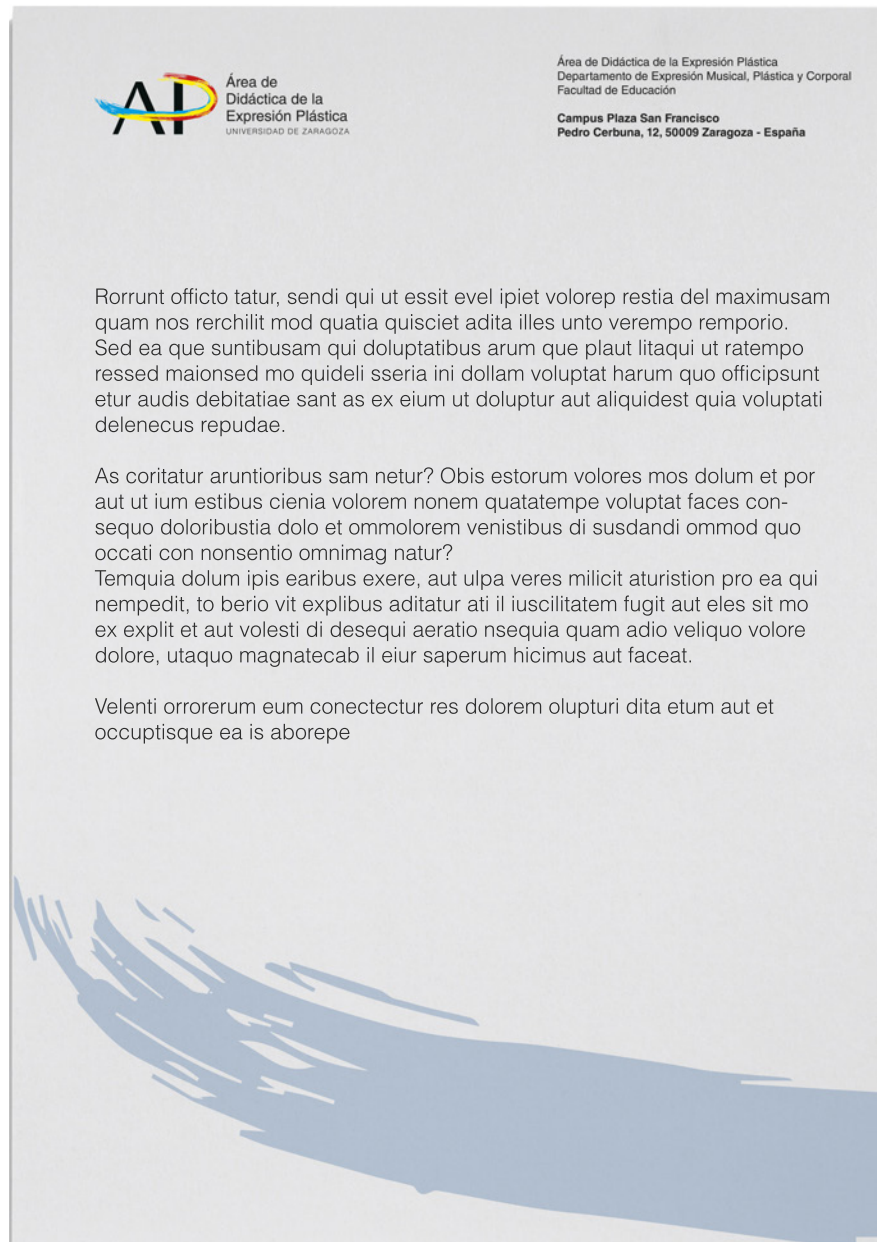 AP
Área de
Didáctica de la
Expresión Plástica
UNIVERSIDAD DE ZARAGOZA
Área de Didáctica de la Expresión Plástica
Departamento de Expresión Musical, Plástica y Corporal
Facultad de Educación
Campus Plaza San Francisco
Pedro Cerbuna, 12, 50009 Zaragoza - España
Rorrunt officto tatur, sendi qui ut essit evel ipiet volorep restia del maximusam
quam nos rerchilit mod quatia quisciet adita illes unto verempo remporio.
Sed ea que suntibusam qui doluptatibus arum que plaut litaqui ut ratempo
ressed maionsed mo quideli sseria ini dollam voluptat harum quo officipsunt
etur audis debitatiae sant as ex eium ut doluptur aut aliquidest quia voluptati
delenecus repudae.
As coritatur aruntioribus sam netur? Obis estorum volores mos dolum et por
aut ut ium estibus cienia volorem nonem quatatempe voluptat faces con-
sequo doloribustia dolo et ommolorem venistibus di susdandi ommod quo
occati con nonsentio omnimag natur?
Temquia dolum ipis earibus exere, aut ulpa veres milicit aturistion pro ea qui
nempedit, to berio vit explibus aditatur ati il iuscilitatem fugit aut eles sit mo
ex explit et aut volesti di desequi aeratio nsequia quam adio veliquo volore
dolore, utaquo magnatecab il eiur saperum hicimus aut faceat.
Velenti orrorerum eum conectectur res dolorem olupturi dita etum aut et
occuptisque ea is aborepe